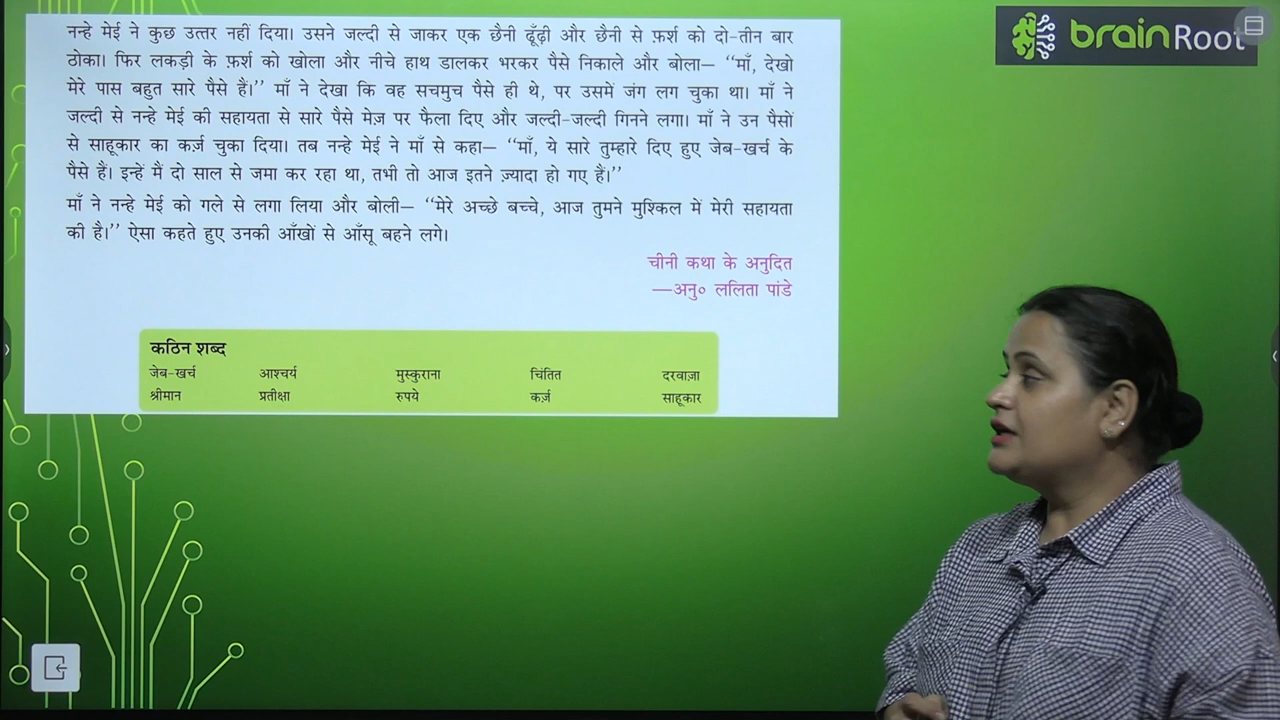 brainRoot
नन्हे मेई ने कुछ उत्तर नहीं दिया। उसने जल्दी से जाकर एक छैनी ढूँढ़ी और छैनी से फ़र्श को दो-तीन बार
ठोका। फिर लकड़ी के फ़र्श को खोला और नीचे हाथ डालकर भरकर पैसे निकाले और बोला— ‘‘माँ, देखो
मेरे पास बहुत सारे पैसे हैं।’’ माँ ने देखा कि वह सचमुच पैसे ही थे, पर उसमें जंग लग चुका था। माँ ने
जल्दी से नन्हे मेई की सहायता से सारे पैसे मेज़ पर फैला दिए और जल्दी-जल्दी गिनने लगा। माँ ने उन पैसों
से साहूकार का कर्ज़ चुका दिया। तब नन्हे मेई ने माँ से कहा— ‘‘माँ, ये सारे तुम्हारे दिए हुए जेब-खर्च के
पैसे हैं। इन्हें मैं दो साल से जमा कर रहा था, तभी तो आज इतने ज़्यादा हो गए हैं।’’
माँ ने नन्हे मेई को गले से लगा लिया और बोली— ‘‘मेरे अच्छे बच्चे, आज तुमने मुश्किल में मेरी सहायता
की है।’’ ऐसा कहते हुए उनकी आँखों से आँसू बहने लगे।
चीनी कथा के अनुदित
—अनु० ललिता पांडे
कठिन शब्द
जेब-खर्च आश्चर्य मुस्कुराना चिंतित दरवाज़ा
श्रीमान प्रतीक्षा रुपये कर्ज़ साहूकार